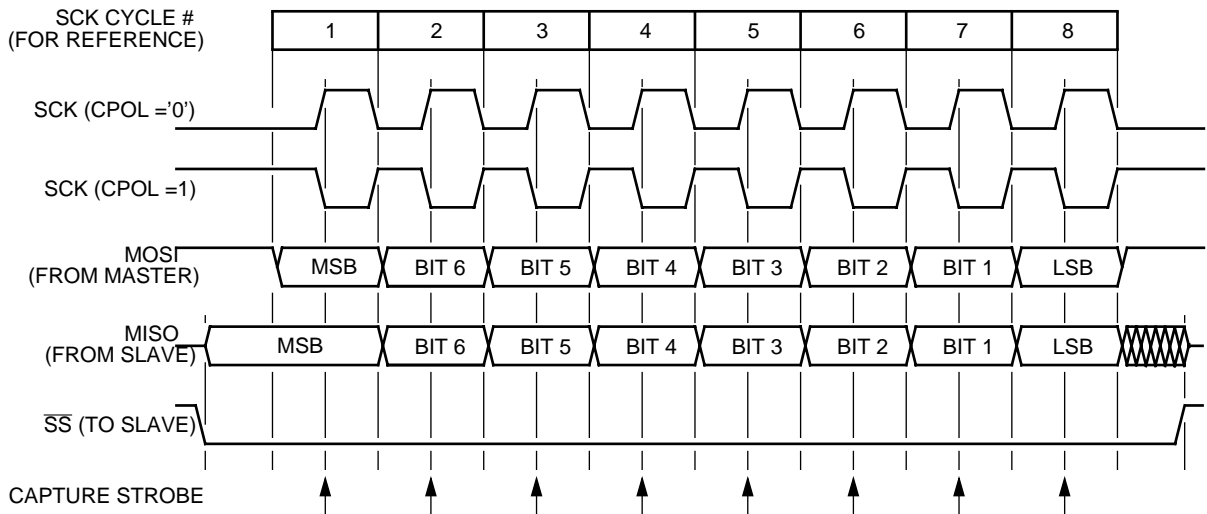 SCK CYCLE #
(FOR REFERENCE)
1 2 3 4 5 6 7 8
SCK (CPOL ='0')
SCK (CPOL =1)
MOSI
(FROM MASTER)
MSB BIT 6 BIT 5 BIT 4 BIT 3 BIT 2 BIT 1 LSB
MISO
(FROM SLAVE)
MSB BIT 6 BIT 5 BIT 4 BIT 3 BIT 2 BIT 1 LSB
SS (TO SLAVE)
CAPTURE STROBE